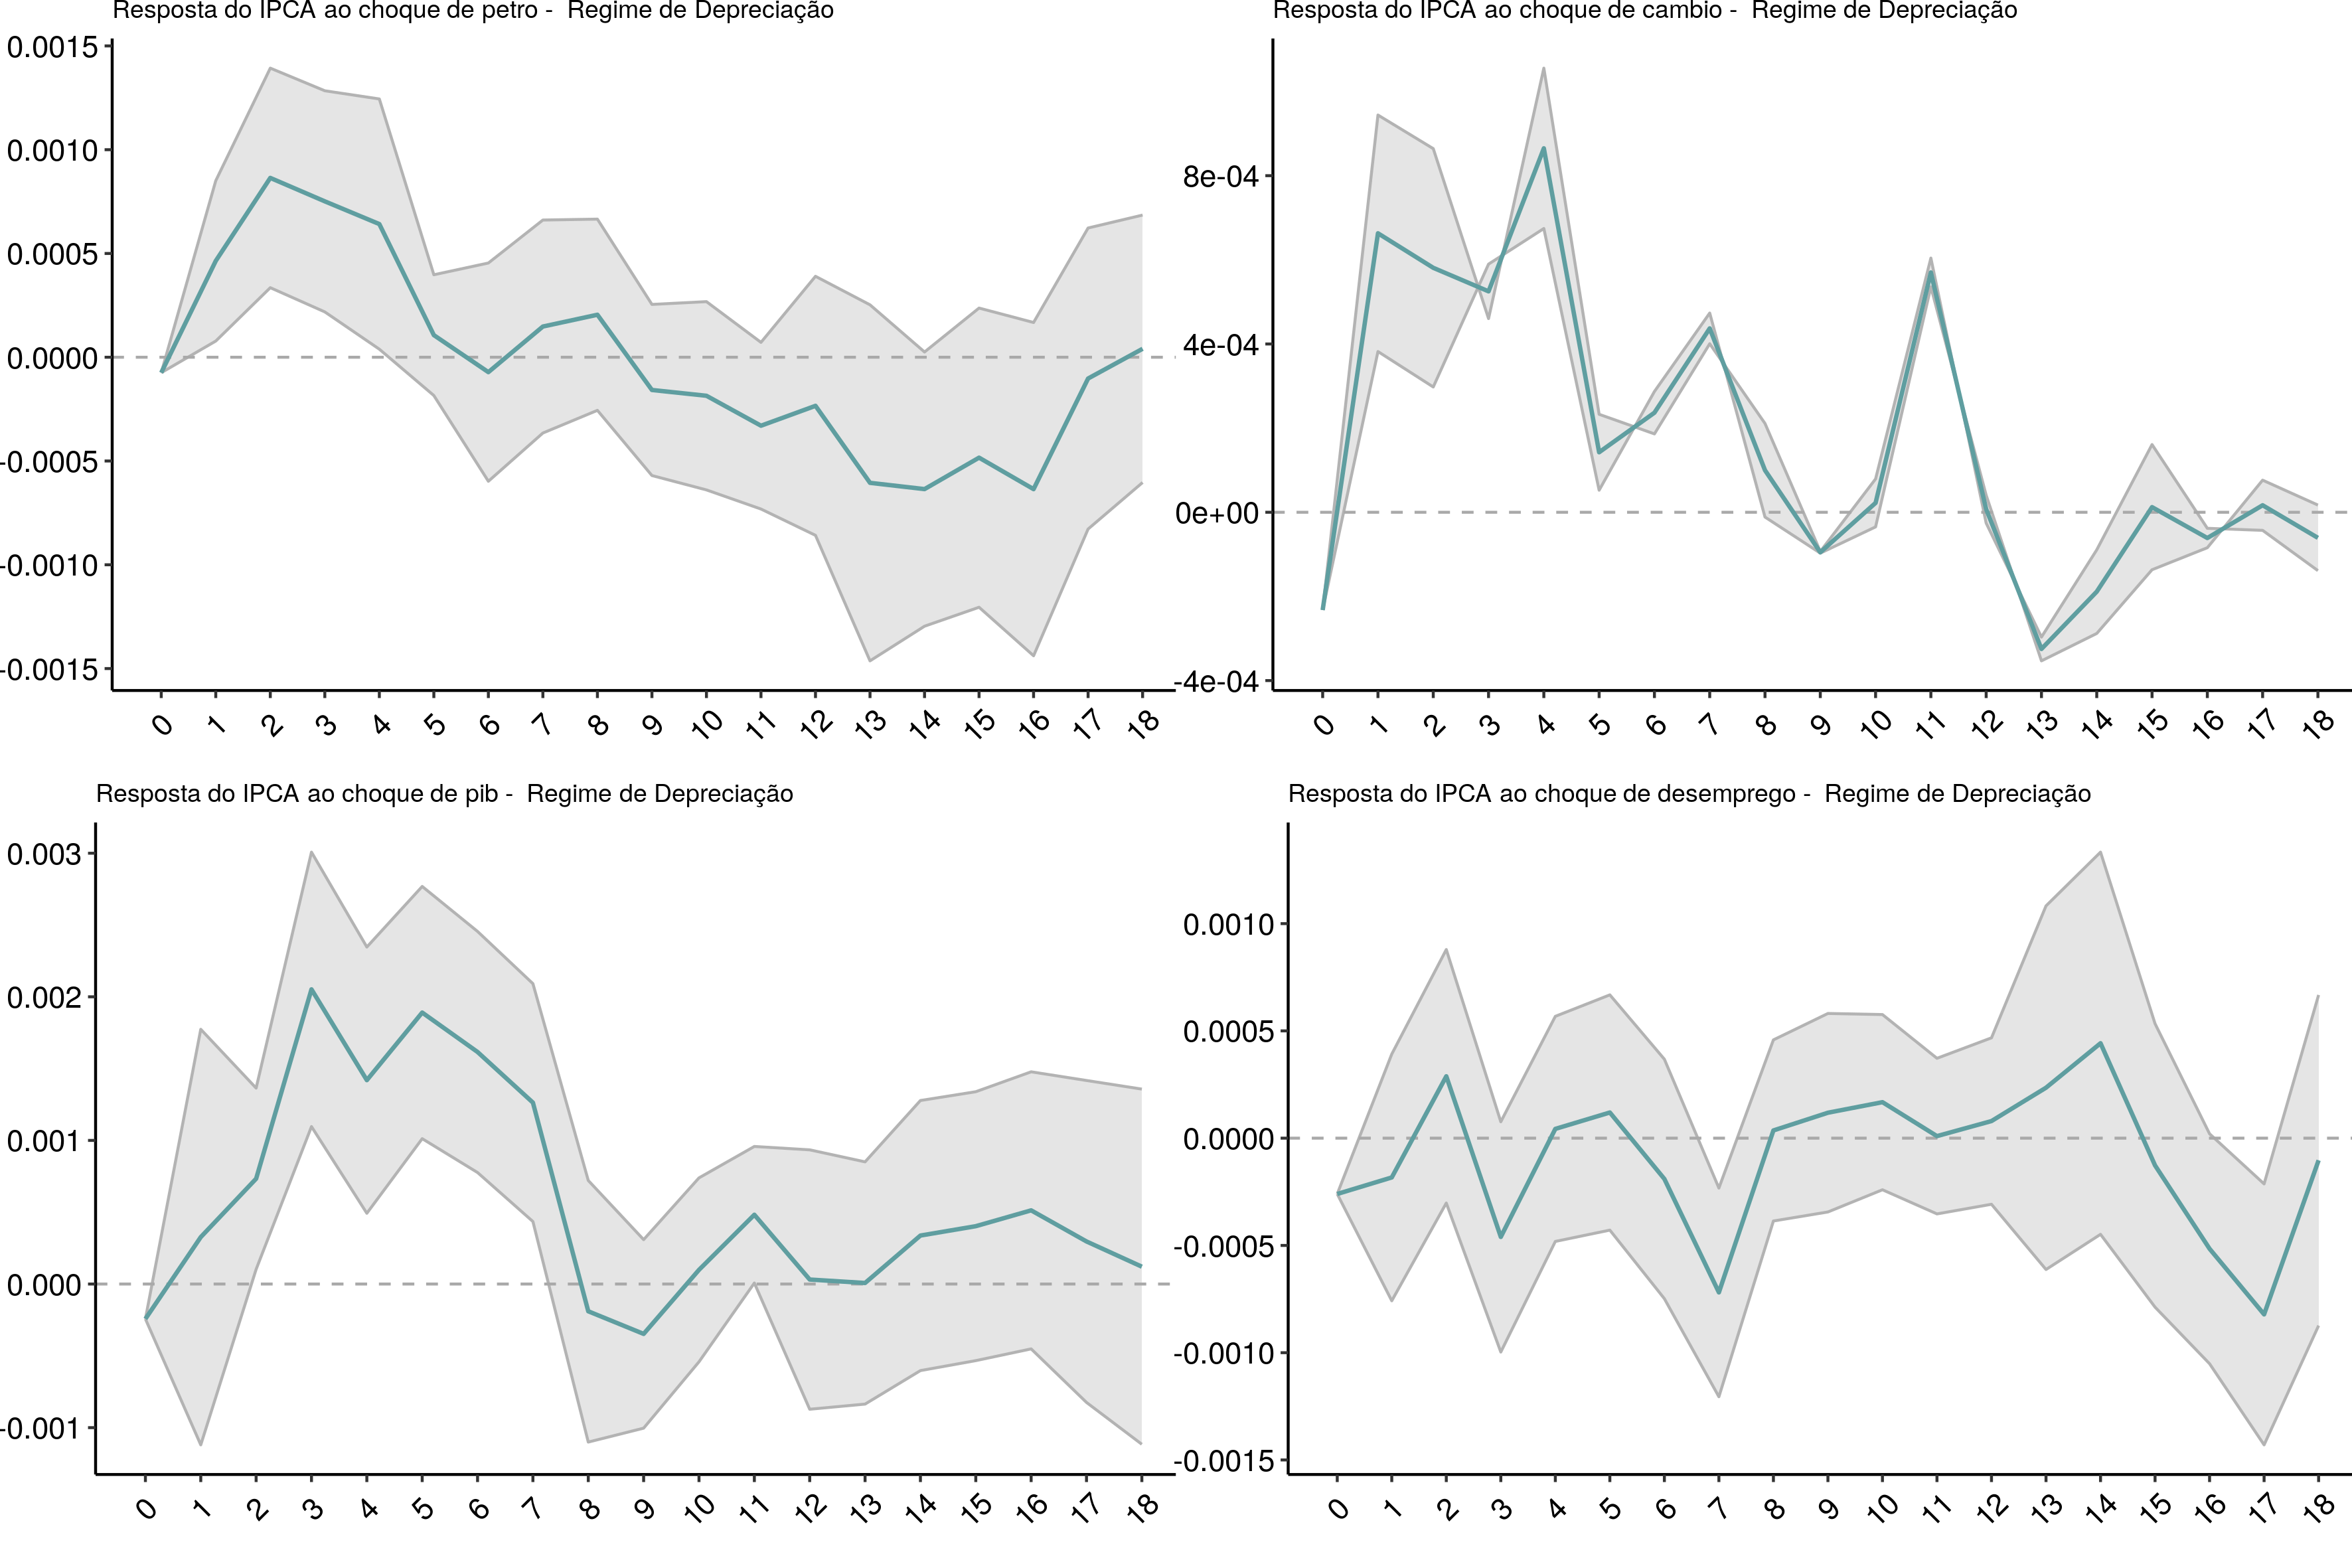 Resposta do IPCA ao choque de petro -  Regime de Depreciação
0.0015
0.0010
0.0005
0.0000
-0.0005
-0.0010
-0.0015
0 1 2 3 4 5 6 7 8 9 10 11 12 13 14 15 16 17 18
Resposta do IPCA ao choque de cambio -  Regime de Depreciação
8e-04
4e-04
0e+00
-4e-04
0 1 2 3 4 5 6 7 8 9 10 11 12 13 14 15 16 17 18
Resposta do IPCA ao choque de pib -  Regime de Depreciação
0.003
0.002
0.001
0.000
-0.001
0 1 2 3 4 5 6 7 8 9 10 11 12 13 14 15 16 17 18
Resposta do IPCA ao choque de desemprego -  Regime de Depreciação
0.0010
0.0005
0.0000
-0.0005
-0.0010
-0.0015
0 1 2 3 4 5 6 7 8 9 10 11 12 13 14 15 16 17 18